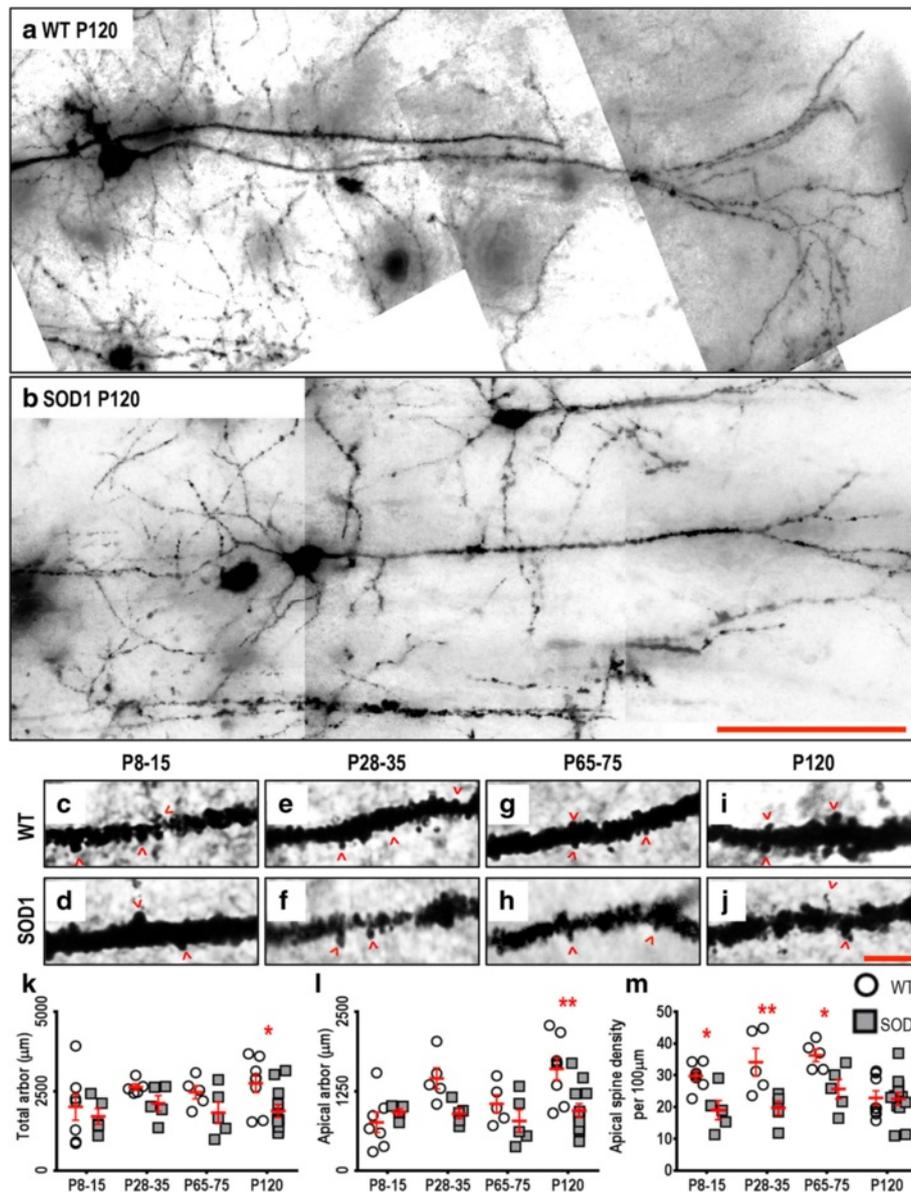 a WT P120
b SOD1 P120
P8-15 P28-35 P65-75 P120
WT c e g i
SOD1 d f h j
k l m WT
SOD
Total arbor (μm)
5000
2500
0
P8-15 P28-35 P65-75 P120
*
Apical arbor (μm)
2500
1250
0
P8-15 P28-35 P65-75 P120
**
Apical spine density
per 100μm
50
40
30
20
10
0
P8-15 P28-35 P65-75 P120
* ** *